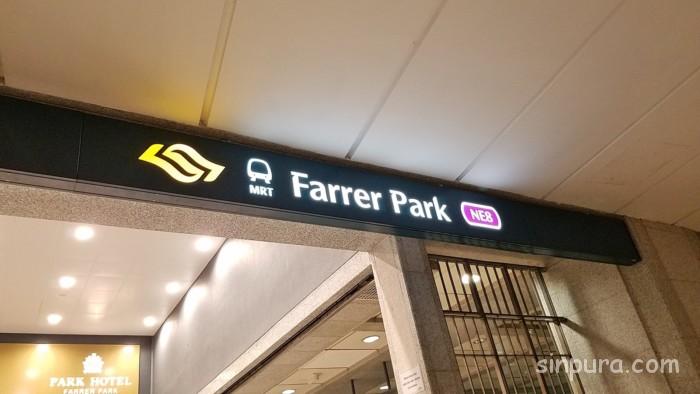 MRT
Farrer Park NE8
PARK HOTEL
FARRER PARK
sinpura.com